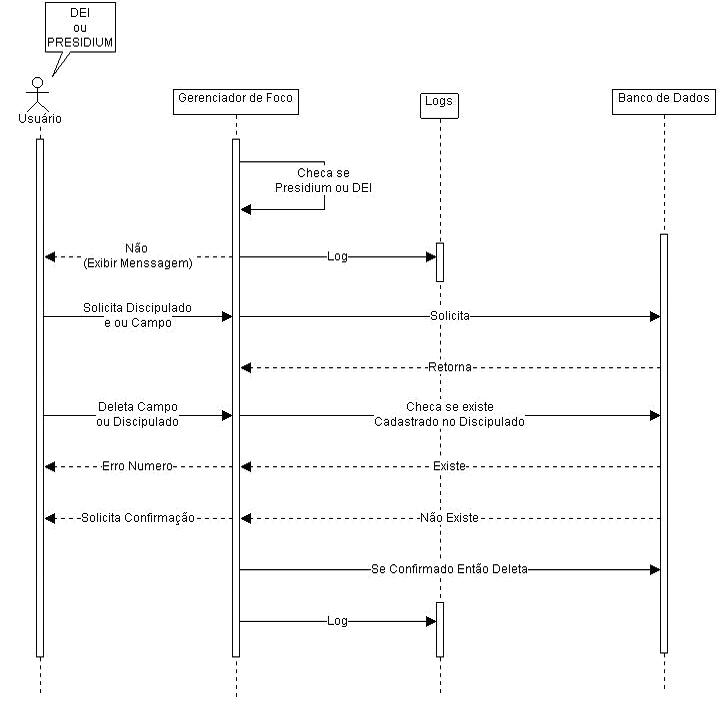 DEI
ou
PRESIDIUM
Usuário
Gerenciador de Foco
Logs
Banco de Dados
Checa se
Presidium ou DEI
Não
(Exibir Menssagem)
Log
Solicita Discipulado
e ou Campo
Solicita
Retorna
Deleta Campo
ou Discipulado
Checa se existe
Cadastrado no Discipulado
Erro Numero
Existe
Solicita Confirmação
Não Existe
Se Confirmado Então Deleta
Log